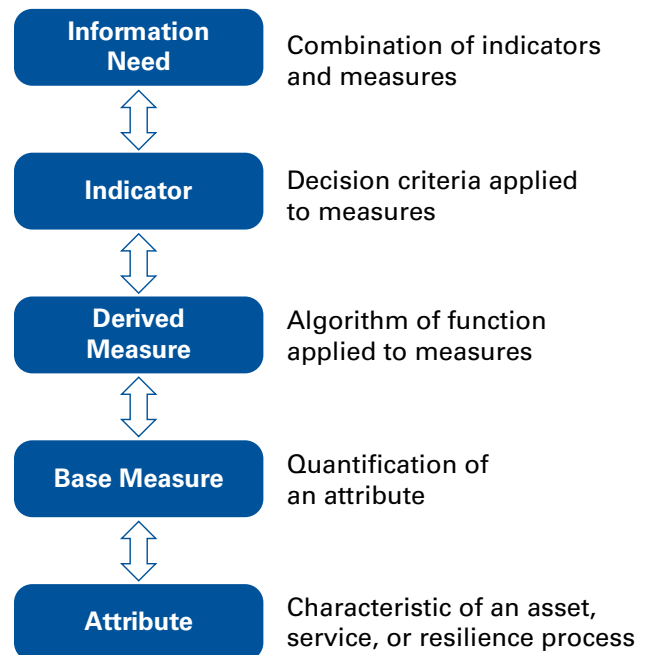 Information
Need
Combination of indicators
and measures
Indicator
Decision criteria applied
to measures
Derived
Measure
Algorithm of function
applied to measures
Base Measure
Quantification of
an attribute
Attribute
Characteristic of an asset,
service, or resilience process